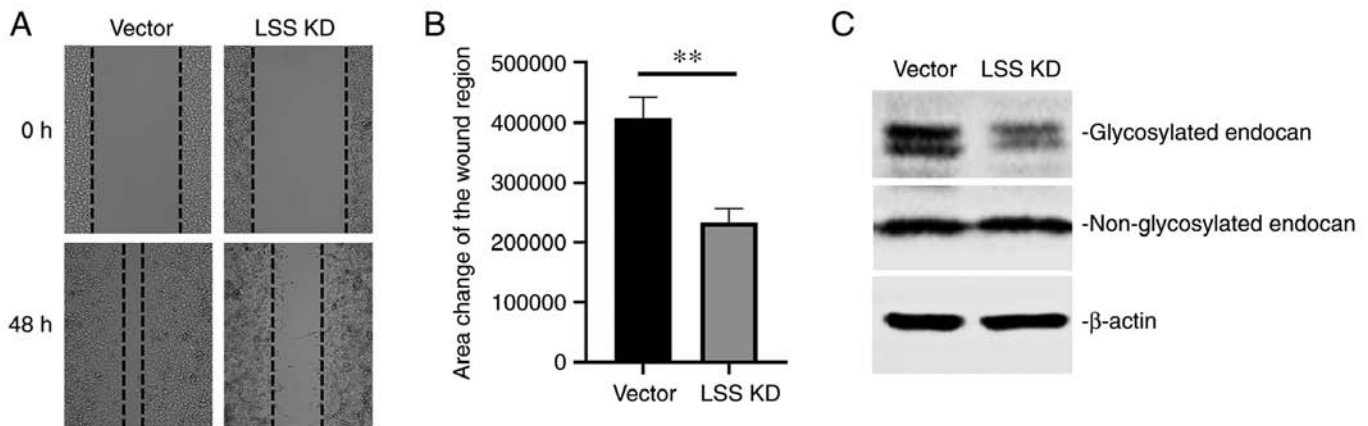 A
Vector
LSS KD
0 h
48 h
B
Area change of the wound region
500000
400000
300000
200000
100000
0
**
Vector
LSS KD
C
Vector
LSS KD
-Glycosylated endocan
-Non-glycosylated endocan
-β-actin